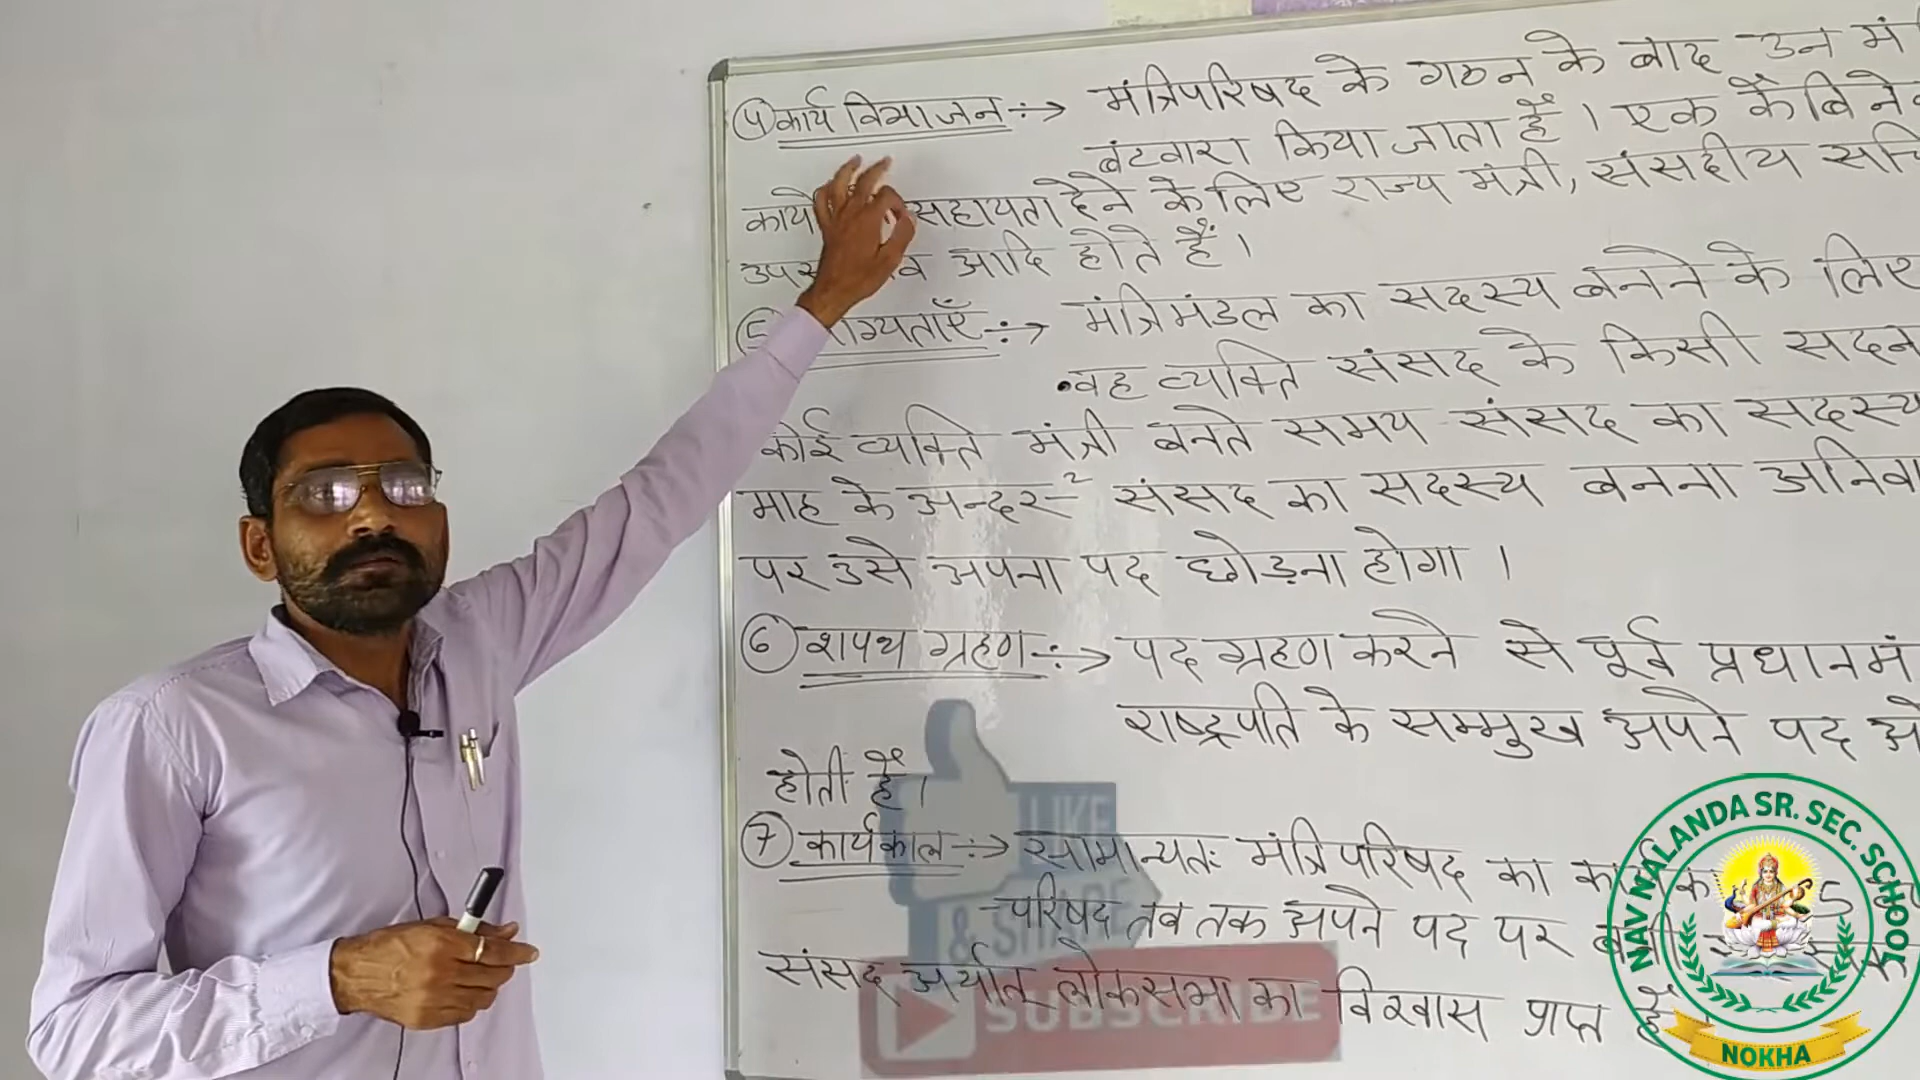 ④ कार्य विभाजन ÷→ मंत्रिपरिषद के गठन के बाद उन
बंटवारा किया जाता है । एक
सहायता देने के लिए राज्य मंत्री, संसदीय
आदि होते हैं ।
÷→ मंत्रिमंडल का सदस्य बनने के लिए
• वह व्यक्ति संसद के किसी सदन
कोई व्यक्ति मंत्री बनते समय संसद का सदस्य
माह के अन्दर-² संसद का सदस्य बनना
पर उसे अपना पद छोड़ना होगा ।
⑥ शपथ ग्रहण ÷→ पद ग्रहण करने से पूर्व
राष्ट्रपति के सम्मुख अपने पद
होती हैं ।
⑦ कार्यकाल ÷→ सामान्यतः मंत्रिपरिषद का
-परिषद तब तक अपने पद पर
संसद अर्थात् लोकसभा का विश्वास प्राप्त है
LIKE
& SHARE
SUBSCRIBE
NAV NALANDA SR. SEC. SCHOOL
NOKHA